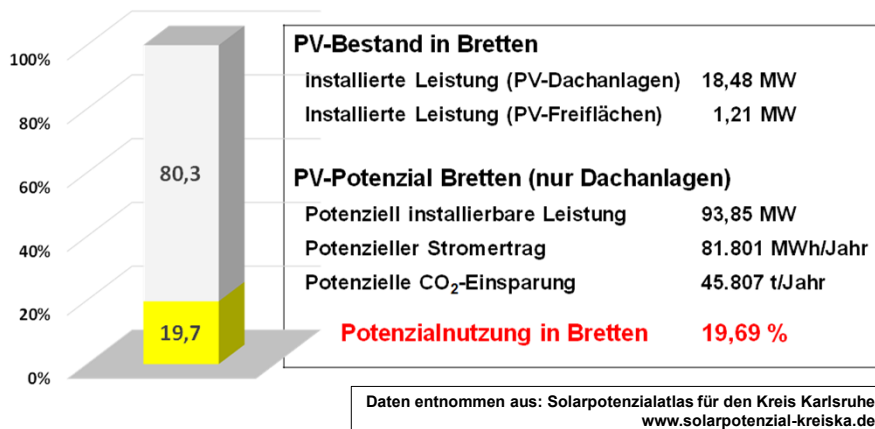 100%
80%
60%
40%
20%
0%
80,3
19,7
PV-Bestand in Bretten
Installierte Leistung (PV-Dachanlagen) 18,48 MW
Installierte Leistung (PV-Freiflächen) 1,21 MW
PV-Potenzial Bretten (nur Dachanlagen)
Potenziell installierbare Leistung 93,85 MW
Potenzieller Stromertrag 81.801 MWh/Jahr
Potenzielle CO₂-Einsparung 45.807 t/Jahr
Potenzialnutzung in Bretten 19,69 %
Daten entnommen aus: Solarpotenzialatlas für den Kreis Karlsruhe
www.solarpotenzial-kreiska.de